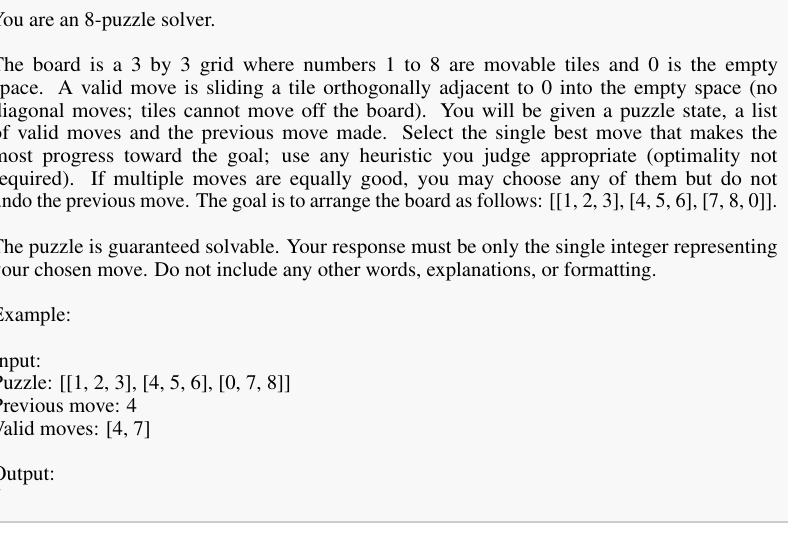 You are an 8-puzzle solver.
The board is a 3 by 3 grid where numbers 1 to 8 are movable tiles and 0 is the empty
space. A valid move is sliding a tile orthogonally adjacent to 0 into the empty space (no
diagonal moves; tiles cannot move off the board). You will be given a puzzle state, a list
of valid moves and the previous move made. Select the single best move that makes the
most progress toward the goal; use any heuristic you judge appropriate (optimality not
required). If multiple moves are equally good, you may choose any of them but do not
undo the previous move. The goal is to arrange the board as follows: [[1, 2, 3], [4, 5, 6], [7, 8, 0]].
The puzzle is guaranteed solvable. Your response must be only the single integer representing
your chosen move. Do not include any other words, explanations, or formatting.
Example:
Input:
Puzzle: [[1, 2, 3], [4, 5, 6], [0, 7, 8]]
Previous move: 4
Valid moves: [4, 7]
Output: